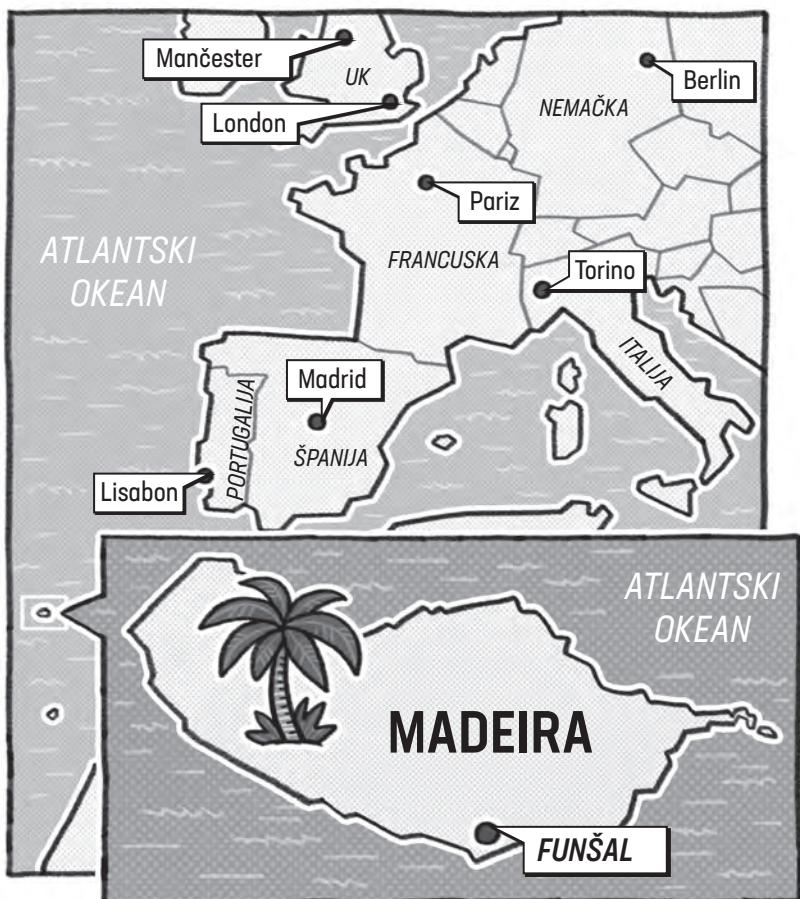 Mančester
UK
London
Berlin
NEMAČKA
Pariz
FRANCUSKA
ATLANTSKI
OKEAN
Torino
ITALIJA
Madrid
PORTUGALIJA
ŠPANIJA
Lisabon
ATLANTSKI
OKEAN
MADEIRA
FUNŠAL